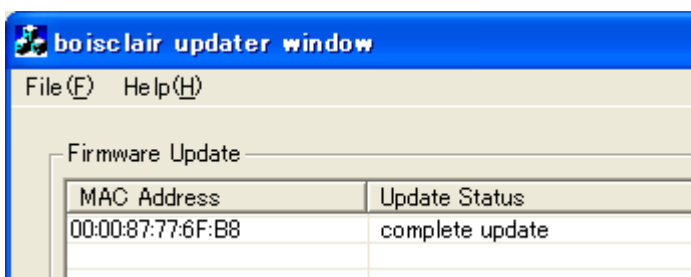 boisclair updater window
File(F) Help(H)
Firmware Update
MAC Address Update Status
00:00:87:77:6F:B8 complete update